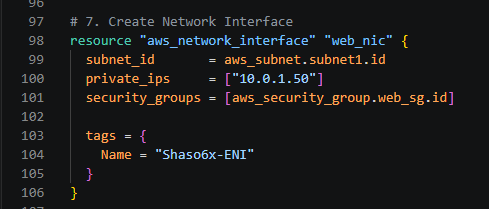 96
97 # 7. Create Network Interface
98 resource "aws_network_interface" "web_nic" {
99   subnet_id       = aws_subnet.subnet1.id
100   private_ips     = ["10.0.1.50"]
101   security_groups = [aws_security_group.web_sg.id]
102
103   tags = {
104     Name = "Shaso6x-ENI"
105   }
106 }